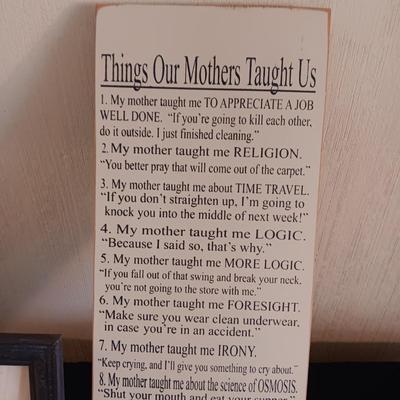 Things Our Mothers Taught Us
1. My mother taught me TO APPRECIATE A JOB
WELL DONE. "If you're going to kill each other,
do it outside. I just finished cleaning."
2. My mother taught me RELIGION.
"You better pray that will come out of the carpet."
3. My mother taught me about TIME TRAVEL.
"If you don't straighten up, I'm going to
knock you into the middle of next week!"
4. My mother taught me LOGIC.
"Because I said so, that's why."
5. My mother taught me MORE LOGIC.
"If you fall out of that swing and break your neck.
you're not going to the store with me."
6. My mother taught me FORESIGHT.
"Make sure you wear clean underwear,
in case you're in an accident."
7. My mother taught me IRONY.
"Keep crying, and I'll give you something to cry about."
8. My mother taught me about the science of OSMOSIS.
"Shut your mouth and eat your supper."